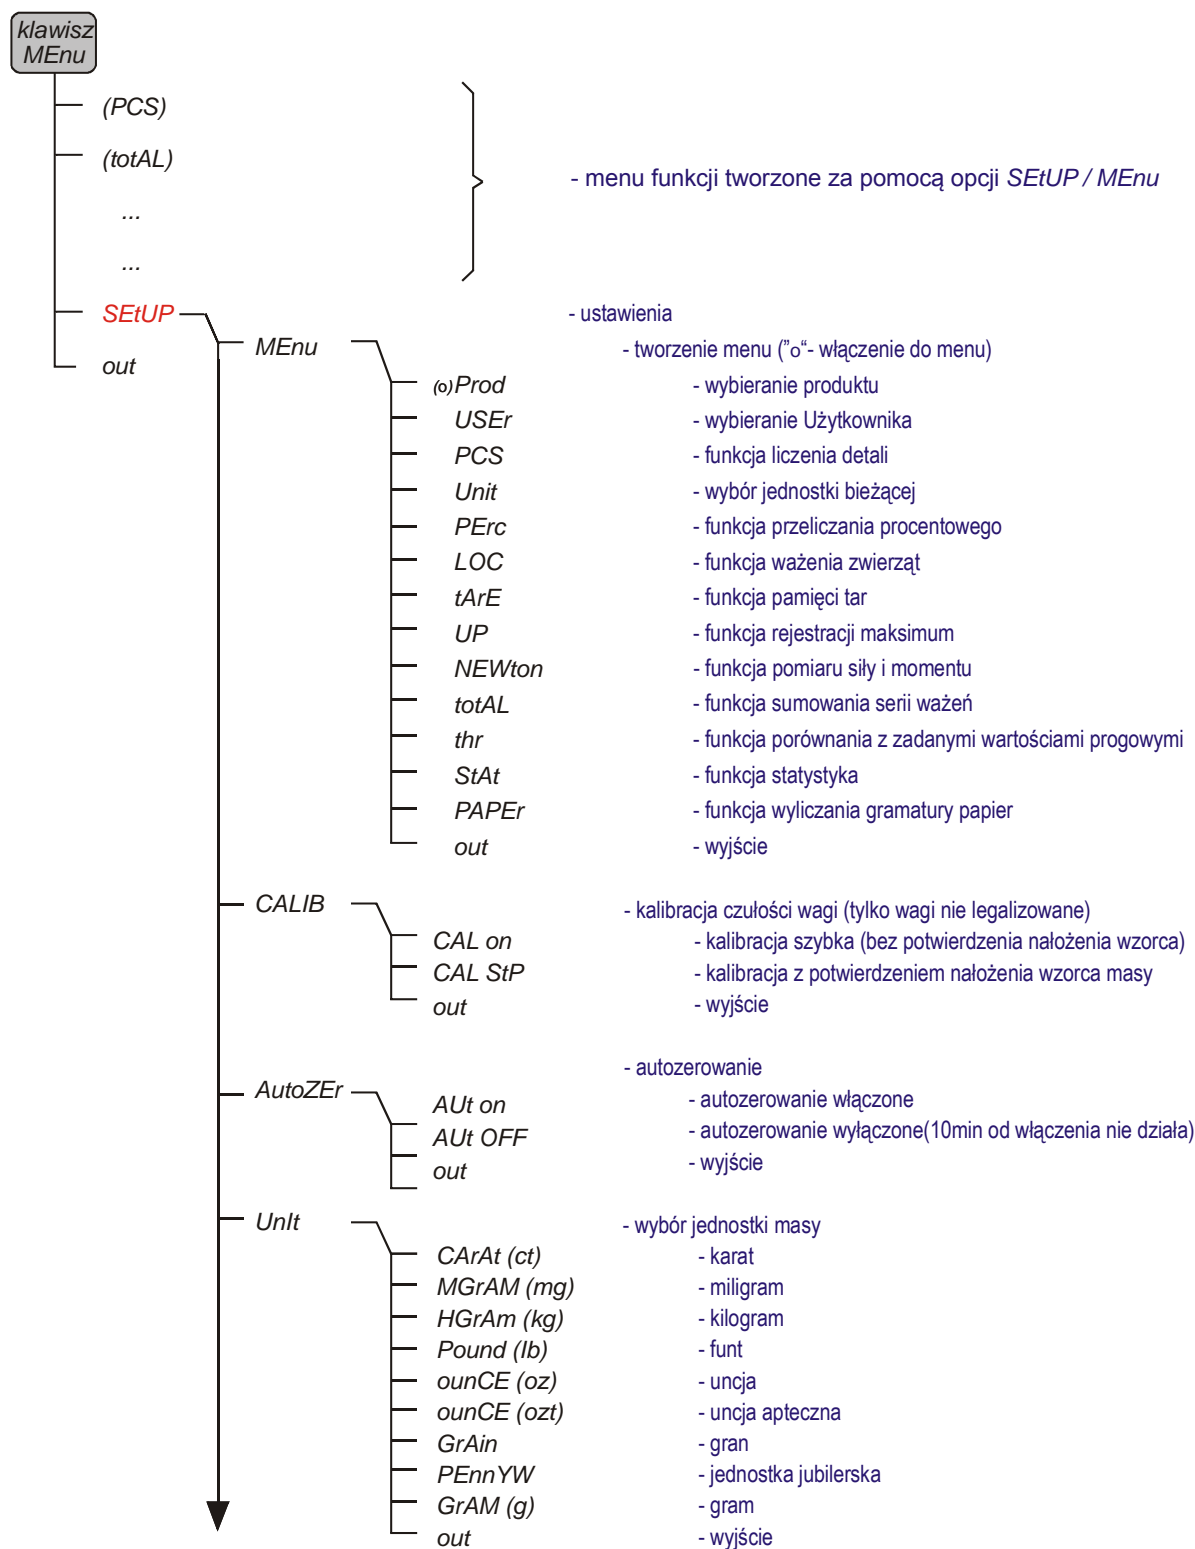 klawisz
MEnu
(PCS)
(totAL)
...
...
- menu funkcji tworzone za pomocą opcji SEtUP / MEnu
SEtUP - ustawienia
out
MEnu - tworzenie menu ("o"- włączenie do menu)
(o) Prod - wybieranie produktu
USEr - wybieranie Użytkownika
PCS - funkcja liczenia detali
Unit - wybór jednostki bieżącej
PErc - funkcja przeliczania procentowego
LOC - funkcja ważenia zwierząt
tArE - funkcja pamięci tar
UP - funkcja rejestracji maksimum
NEWton - funkcja pomiaru siły i momentu
totAL - funkcja sumowania serii ważeń
thr - funkcja porównania z zadanymi wartościami progowymi
StAt - funkcja statystyka
PAPEr - funkcja wyliczania gramatury papier
out - wyjście
CALIB - kalibracja czułości wagi (tylko wagi nie legalizowane)
CAL on - kalibracja szybka (bez potwierdzenia nałożenia wzorca)
CAL StP - kalibracja z potwierdzeniem nałożenia wzorca masy
out - wyjście
AutoZEr - autozerowanie
AUt on - autozerowanie włączone
AUt OFF - autozerowanie wyłączone(10min od włączenia nie działa)
out - wyjście
UnIt - wybór jednostki masy
CArAt (ct) - karat
MGrAM (mg) - miligram
HGrAm (kg) - kilogram
Pound (lb) - funt
ounCE (oz) - uncja
ounCE (ozt) - uncja apteczna
GrAin - gran
PEnnYW - jednostka jubilerska
GrAM (g) - gram
out - wyjście